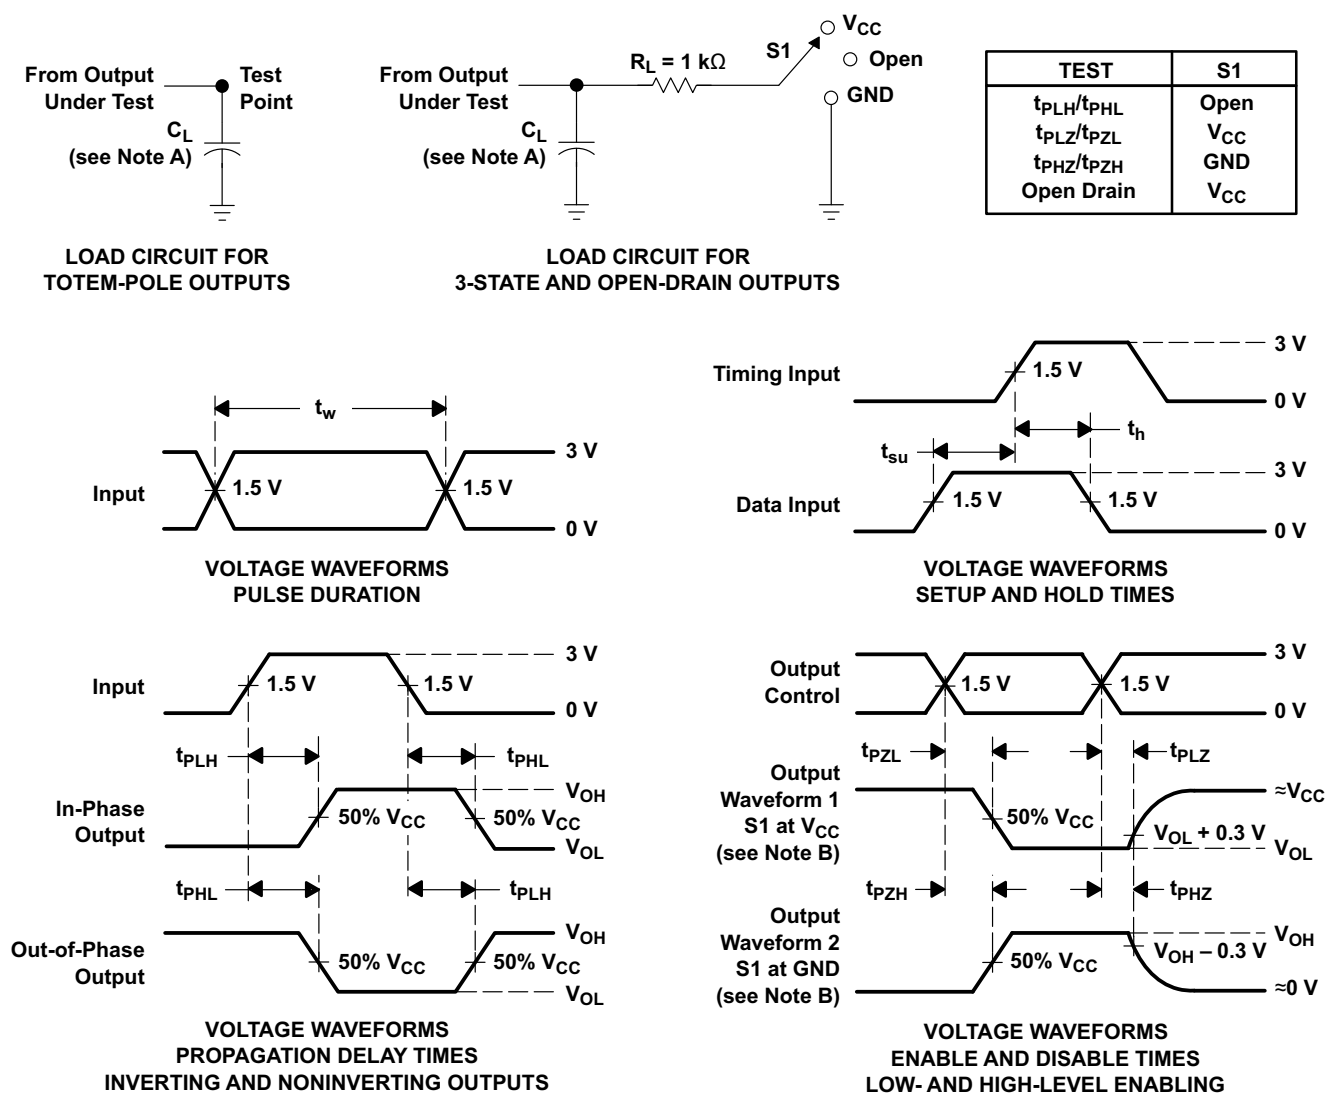 From Output
Under Test
Test
Point
CL
(see Note A)
LOAD CIRCUIT FOR
TOTEM-POLE OUTPUTS
From Output
Under Test
CL
(see Note A)
RL = 1 kΩ
S1
VCC
Open
GND
LOAD CIRCUIT FOR
3-STATE AND OPEN-DRAIN OUTPUTS
TEST S1
tPLH/tPHL Open
tPLZ/tPZL VCC
tPHZ/tPZH GND
Open Drain VCC
tw
3 V
Input
1.5 V
1.5 V
0 V
VOLTAGE WAVEFORMS
PULSE DURATION
3 V
Timing Input
1.5 V
0 V
th
tsu
3 V
Data Input
1.5 V
1.5 V
0 V
VOLTAGE WAVEFORMS
SETUP AND HOLD TIMES
3 V
Input
1.5 V
1.5 V
0 V
tPLH
tPHL
In-Phase
Output
50% VCC
50% VCC
VOH
VOL
tPHL
tPLH
Out-of-Phase
Output
50% VCC
50% VCC
VOH
VOL
VOLTAGE WAVEFORMS
PROPAGATION DELAY TIMES
INVERTING AND NONINVERTING OUTPUTS
Output
Control
3 V
1.5 V
1.5 V
0 V
tPZL
tPLZ
Output
Waveform 1
S1 at VCC
(see Note B)
50% VCC
≈VCC
VOL + 0.3 V
VOL
tPZH
tPHZ
Output
Waveform 2
S1 at GND
(see Note B)
50% VCC
VOH
VOH – 0.3 V
≈0 V
VOLTAGE WAVEFORMS
ENABLE AND DISABLE TIMES
LOW- AND HIGH-LEVEL ENABLING